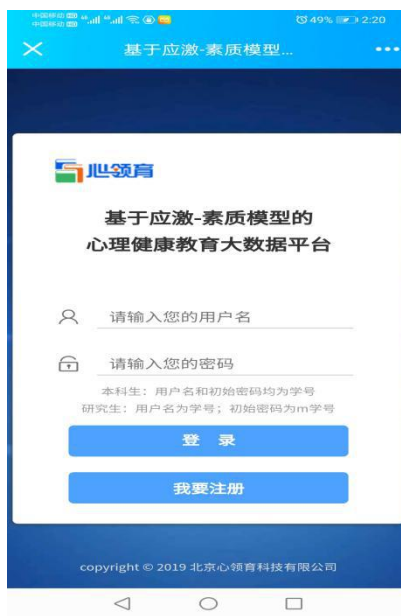 中国移动 HD 46 46 49% 2:20
中国移动 HD
基于应激-素质模型...
心领育
基于应激-素质模型的
心理健康教育大数据平台
请输入您的用户名
请输入您的密码
本科生：用户名和初始密码均为学号
研究生：用户名为学号；初始密码为m学号
登 录
我要注册
copyright © 2019 北京心领育科技有限公司